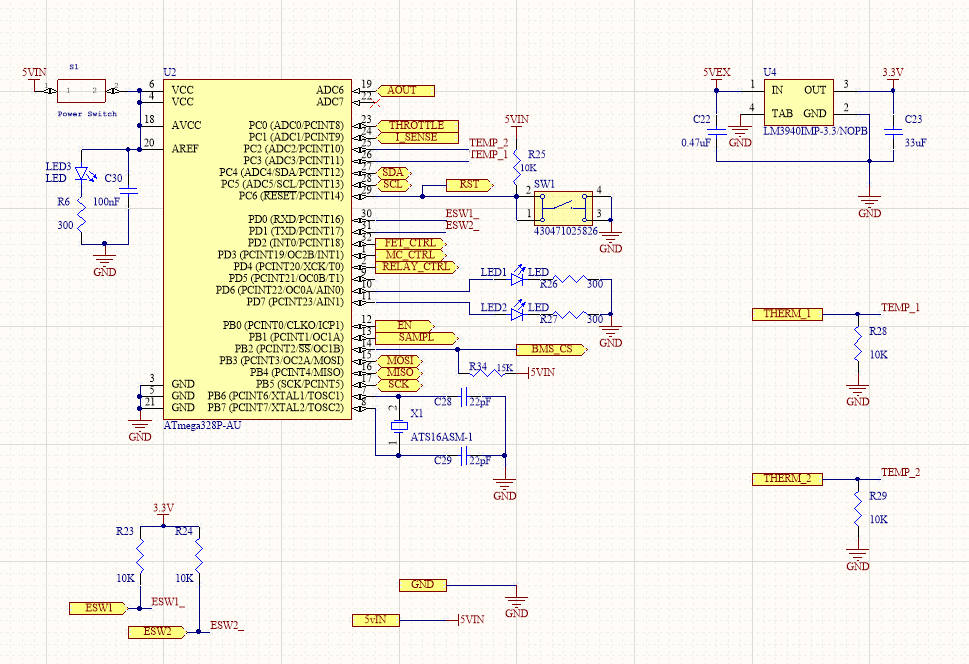 S1
5VIN
1 1 2 2
Power Switch
U2
6 VCC
4 VCC
18 AVCC
20 AREF
LED3
LED
C30
R6
100nF
300
GND
3 GND
5 GND
21 GND
GND
ATmega328P-AU
ADC6 19 AOUT
ADC7 22
PC0 (ADC0/PCINT8) 23 THROTTLE
PC1 (ADC1/PCINT9) 24 I_SENSE
PC2 (ADC2/PCINT10) 25 TEMP_2
PC3 (ADC3/PCINT11) 26 TEMP_1
PC4 (ADC4/SDA/PCINT12) 27 SDA
PC5 (ADC5/SCL/PCINT13) 28 SCL
PC6 (RESET/PCINT14) 29
RST
PD0 (RXD/PCINT16) 30 ESW1_
PD1 (TXD/PCINT17) 31 ESW2_
PD2 (INT0/PCINT18) 32 FET_CTRL
PD3 (PCINT19/OC2B/INT1) MC_CTRL
PD4 (PCINT20/XCK/T0) RELAY_CTRL
PD5 (PCINT21/OC0B/T1) 9
PD6 (PCINT22/OC0A/AIN0) 10
PD7 (PCINT23/AIN1) 11
PB0 (PCINT0/CLKO/ICP1) 12 EN
PB1 (PCINT1/OC1A) 13 SAMPL
PB2 (PCINT2/SS/OC1B) 14 BMS_CS
PB3 (PCINT3/OC2A/MOSI) 15 MOSI
PB4 (PCINT4/MISO) 16 MISO
PB5 (SCK/PCINT5) 17 SCK
PB6 (PCINT6/XTAL1/TOSC1) 7
PB7 (PCINT7/XTAL2/TOSC2) 8
5VIN
R25
10K
SW1
2 4
1 3
430471025826
GND
LED1 LED
R26 300
LED2 LED
R27 300
GND
R34 15K 5VIN
C28 22pF
2
X1
ATS16ASM-1
1
C29 22pF
GND
5VEX
U4
3.3V
1 IN OUT 3
4 TAB GND 2
LM3940IMP-3.3/NOPB
C22
0.47uF
GND
C23
33uF
GND
THERM_1 TEMP_1
R28
10K
GND
THERM_2 TEMP_2
R29
10K
GND
3.3V
R23 R24
10K 10K
ESW1 ESW1_
ESW2 ESW2_
GND
GND
5vIN 5VIN